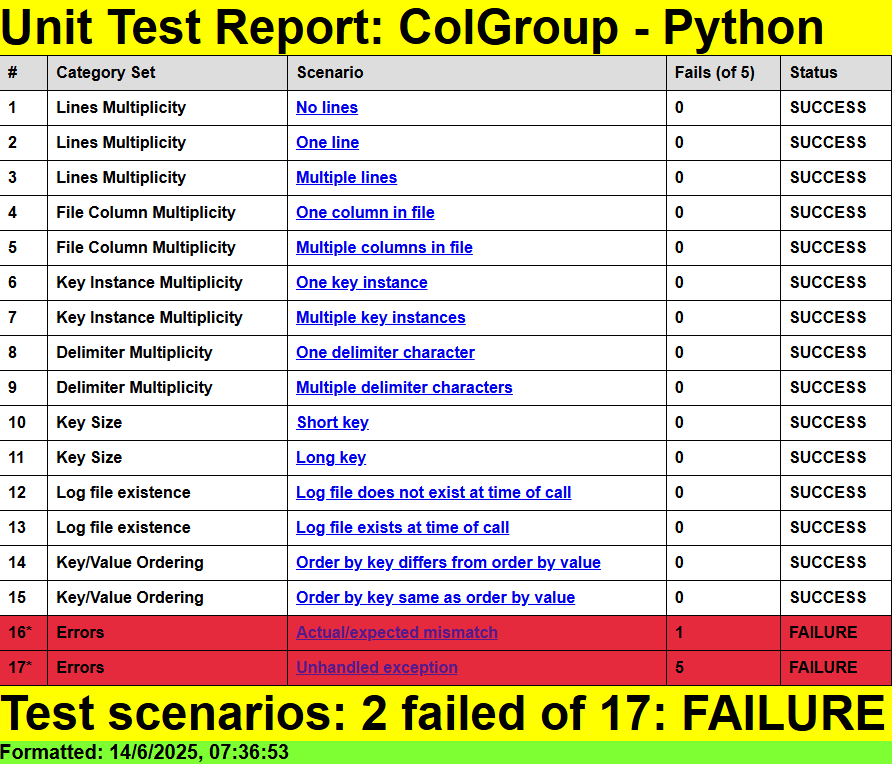 Unit Test Report: ColGroup - Python
# Category Set Scenario Fails (of 5) Status
1 Lines Multiplicity No lines 0 SUCCESS
2 Lines Multiplicity One line 0 SUCCESS
3 Lines Multiplicity Multiple lines 0 SUCCESS
4 File Column Multiplicity One column in file 0 SUCCESS
5 File Column Multiplicity Multiple columns in file 0 SUCCESS
6 Key Instance Multiplicity One key instance 0 SUCCESS
7 Key Instance Multiplicity Multiple key instances 0 SUCCESS
8 Delimiter Multiplicity One delimiter character 0 SUCCESS
9 Delimiter Multiplicity Multiple delimiter characters 0 SUCCESS
10 Key Size Short key 0 SUCCESS
11 Key Size Long key 0 SUCCESS
12 Log file existence Log file does not exist at time of call 0 SUCCESS
13 Log file existence Log file exists at time of call 0 SUCCESS
14 Key/Value Ordering Order by key differs from order by value 0 SUCCESS
15 Key/Value Ordering Order by key same as order by value 0 SUCCESS
16* Errors Actual/expected mismatch 1 FAILURE
17* Errors Unhandled exception 5 FAILURE
Test scenarios: 2 failed of 17: FAILURE
Formatted: 14/6/2025, 07:36:53